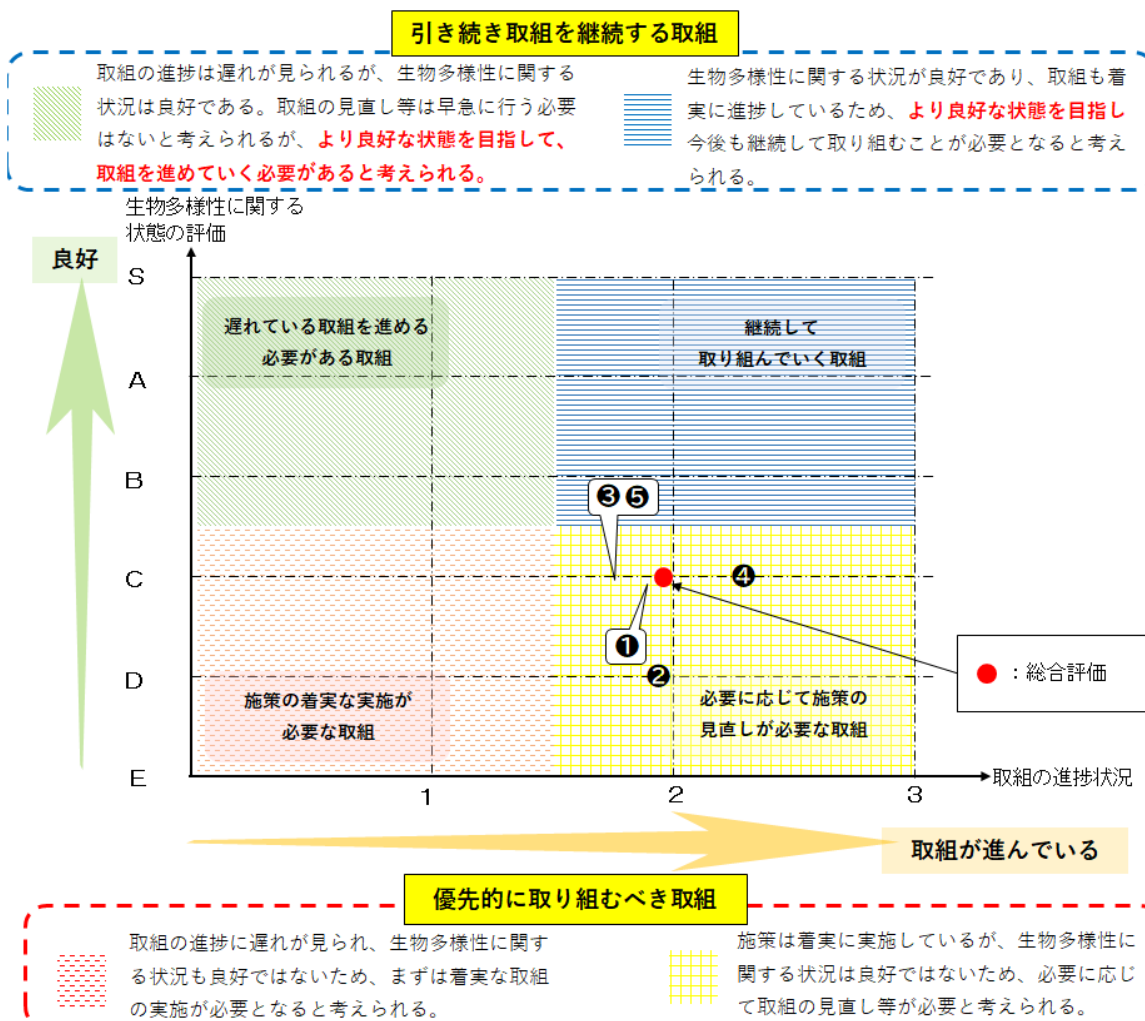 引き続き取組を継続する取組
取組の進捗は遅れが見られるが、生物多様性に関する
状況は良好である。取組の見直し等は早急に行う必要
はないと考えられるが、より良好な状態を目指して、
取組を進めていく必要があると考えられる。
生物多様性に関する状況が良好であり、取組も着
実に進捗しているため、より良好な状態を目指し
今後も継続して取り組むことが必要となると考え
られる。
生物多様性に関する
状態の評価
良好
S
A
B
C
D
E
遅れている取組を進める
必要がある取組
継続して
取り組んでいく取組
❸❺
❹
❶
❷
施策の着実な実施が
必要な取組
必要に応じて施策の
見直しが必要な取組
：総合評価
1
2
3
取組の進捗状況
取組が進んでいる
優先的に取り組むべき取組
取組の進捗に遅れが見られ、生物多様性に関す
る状況も良好ではないため、まずは着実な取組
の実施が必要となると考えられる。
施策は着実に実施しているが、生物多様性に
関する状況は良好ではないため、必要に応じ
て取組の見直し等が必要と考えられる。